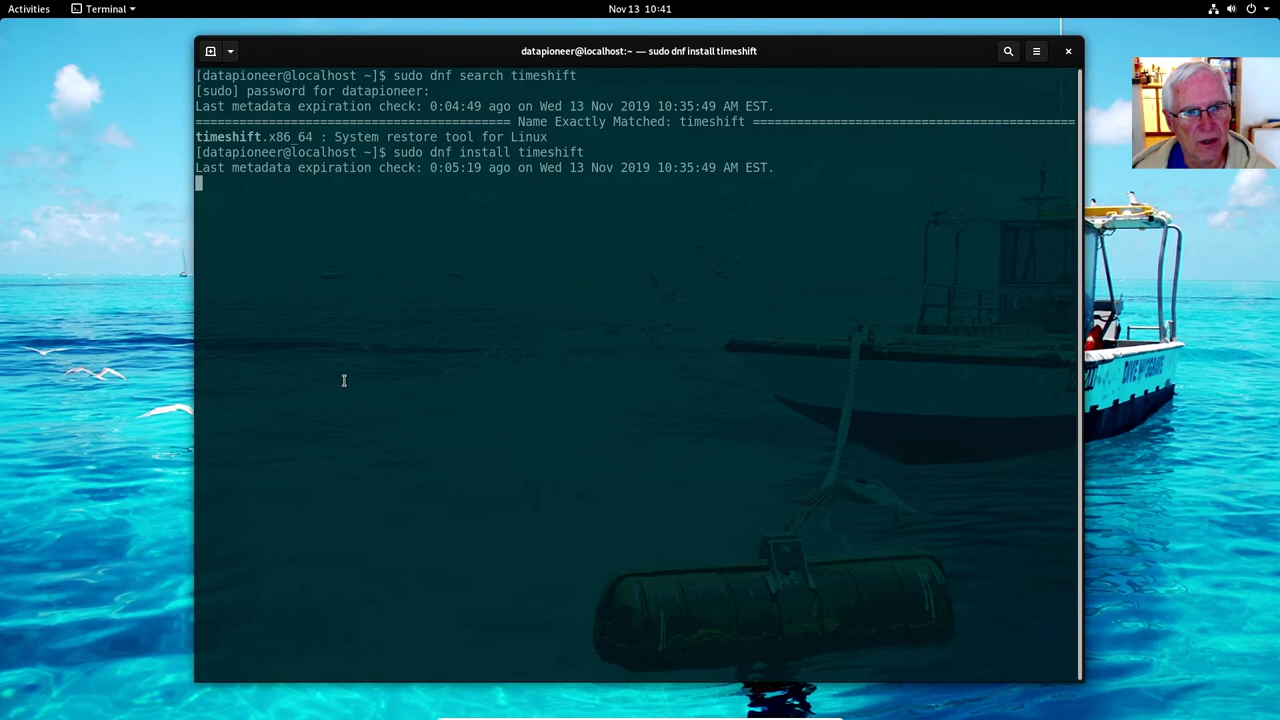 Activities
Terminal
Nov 13 10:41
datapioneer@localhost:~ — sudo dnf install timeshift
[datapioneer@localhost ~]$ sudo dnf search timeshift
[sudo] password for datapioneer:
Last metadata expiration check: 0:04:49 ago on Wed 13 Nov 2019 10:35:49 AM EST.
======================================== Name Exactly Matched: timeshift =========================================
timeshift.x86_64 : System restore tool for Linux
[datapioneer@localhost ~]$ sudo dnf install timeshift
Last metadata expiration check: 0:05:19 ago on Wed 13 Nov 2019 10:35:49 AM EST.